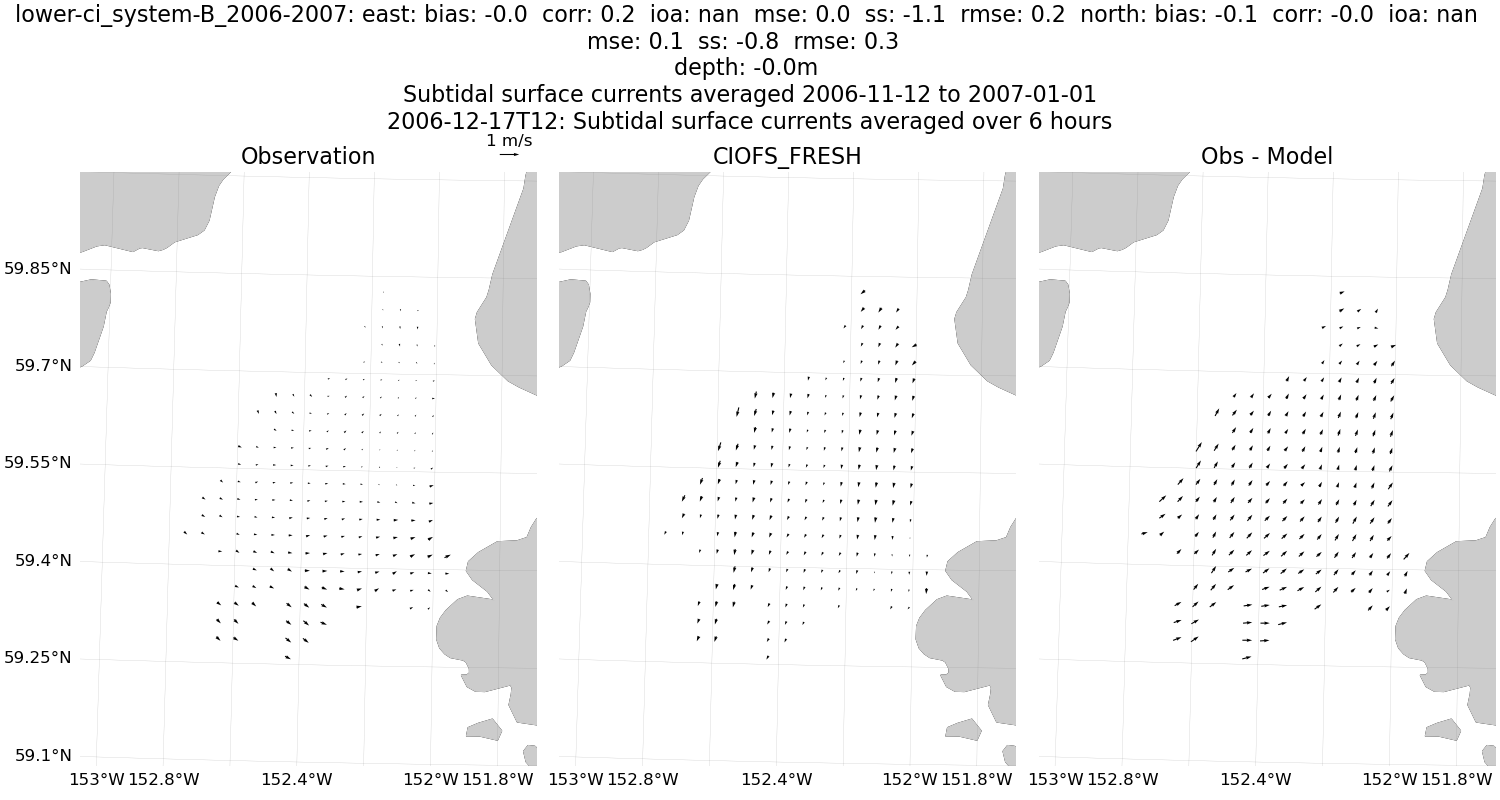 lower-ci_system-B_2006-2007: east: bias: -0.0 corr: 0.2 ioa: nan mse: 0.0 ss: -1.1 rmse: 0.2 north: bias: -0.1 corr: -0.0 ioa: nan
mse: 0.1 ss: -0.8 rmse: 0.3
depth: -0.0m
Subtidal surface currents averaged 2006-11-12 to 2007-01-01
2006-12-17T12: Subtidal surface currents averaged over 6 hours
1 m/s
Observation
CIOFS_FRESH
Obs - Model
59.85°N
59.7°N
59.55°N
59.4°N
59.25°N
59.1°N
153°W 152.8°W 152.4°W 152°W 151.8°W
153°W 152.8°W 152.4°W 152°W 151.8°W
153°W 152.8°W 152.4°W 152°W 151.8°W